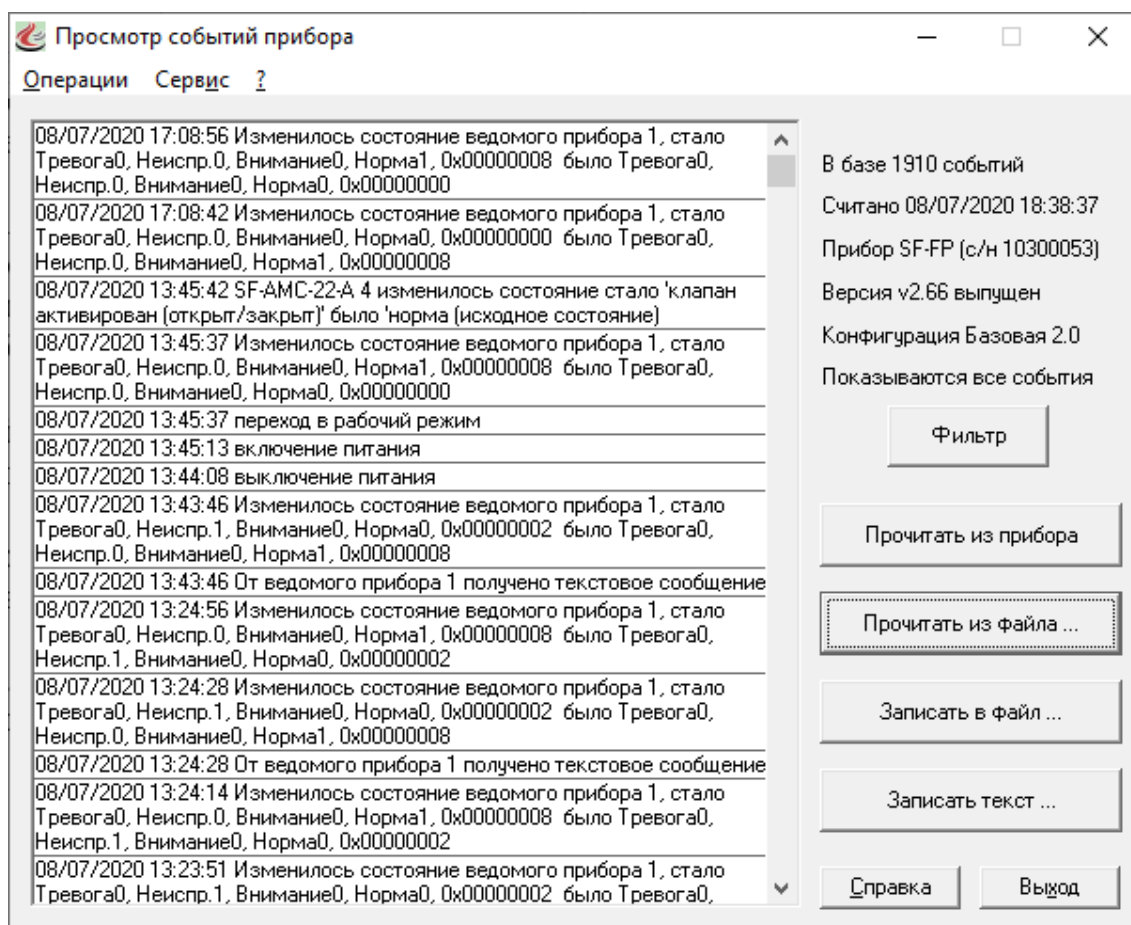 Просмотр событий прибора
Операции Сервис ?
08/07/2020 17:08:56 Изменилось состояние ведомого прибора 1, стало
Тревога0, Неиспр.0, Внимание0, Норма1, 0x00000008 было Тревога0,
Неиспр.0, Внимание0, Норма0, 0x00000000
08/07/2020 17:08:42 Изменилось состояние ведомого прибора 1, стало
Тревога0, Неиспр.0, Внимание0, Норма0, 0x00000000 было Тревога0,
Неиспр.0, Внимание0, Норма1, 0x00000008
08/07/2020 13:45:42 SF-AMC-22-A 4 изменилось состояние стало 'клапан
активирован (открыт/закрыт)' было 'норма (исходное состояние)
08/07/2020 13:45:37 Изменилось состояние ведомого прибора 1, стало
Тревога0, Неиспр.0, Внимание0, Норма1, 0x00000008 было Тревога0,
Неиспр.0, Внимание0, Норма0, 0x00000000
08/07/2020 13:45:37 переход в рабочий режим
08/07/2020 13:45:13 включение питания
08/07/2020 13:44:08 выключение питания
08/07/2020 13:43:46 Изменилось состояние ведомого прибора 1, стало
Тревога0, Неиспр.1, Внимание0, Норма0, 0x00000002 было Тревога0,
Неиспр.0, Внимание0, Норма1, 0x00000008
08/07/2020 13:43:46 От ведомого прибора 1 получено текстовое сообщение
08/07/2020 13:24:56 Изменилось состояние ведомого прибора 1, стало
Тревога0, Неиспр.0, Внимание0, Норма1, 0x00000008 было Тревога0,
Неиспр.1, Внимание0, Норма0, 0x00000002
08/07/2020 13:24:28 Изменилось состояние ведомого прибора 1, стало
Тревога0, Неиспр.1, Внимание0, Норма0, 0x00000002 было Тревога0,
Неиспр.0, Внимание0, Норма1, 0x00000008
08/07/2020 13:24:28 От ведомого прибора 1 получено текстовое сообщение
08/07/2020 13:24:14 Изменилось состояние ведомого прибора 1, стало
Тревога0, Неиспр.0, Внимание0, Норма1, 0x00000008 было Тревога0,
Неиспр.1, Внимание0, Норма0, 0x00000002
08/07/2020 13:23:51 Изменилось состояние ведомого прибора 1, стало
Тревога0, Неиспр.1, Внимание0, Норма0, 0x00000002 было Тревога0,
В базе 1910 событий
Считано 08/07/2020 18:38:37
Прибор SF-FP (с/н 10300053)
Версия v2.66 выпущен
Конфигурация Базовая 2.0
Показываются все события
Фильтр
Прочитать из прибора
Прочитать из файла ...
Записать в файл ...
Записать текст ...
Справка Выход